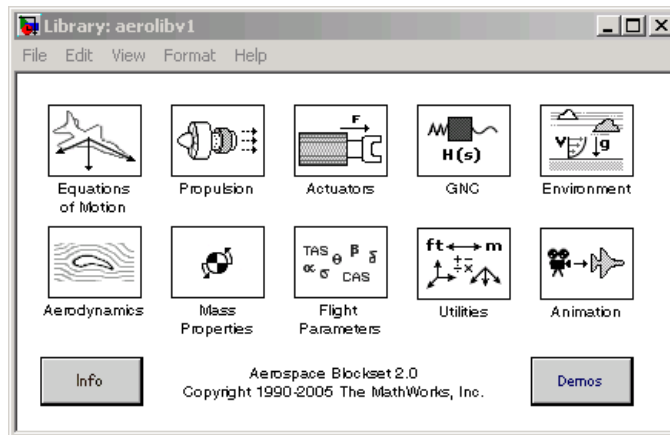 Library: aerolibv1
File Edit View Format Help
F
H(s)
V g
Equations
of Motion
Propulsion
Actuators
GNC
Environment
TAS θ β δ
α σ CAS
ft m
Aerodynamics
Mass
Properties
Flight
Parameters
Utilities
Animation
Info
Aerospace Blockset 2.0
Copyright 1990-2005 The MathWorks, Inc.
Demos